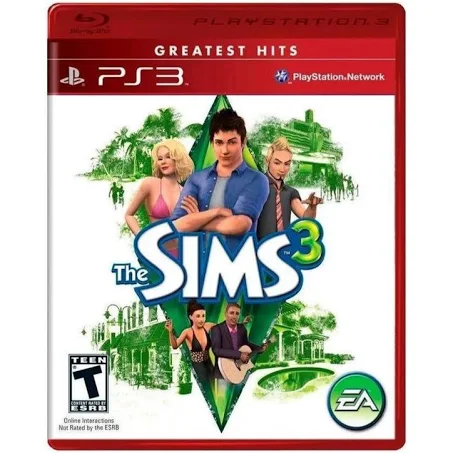 PLAYSTATION 3
GREATEST HITS
PS3
PlayStation®Network
The SIMS 3
™
TEEN
T
CONTENT RATED BY
ESRB
Online Interactions
Not Rated by the ESRB
EA